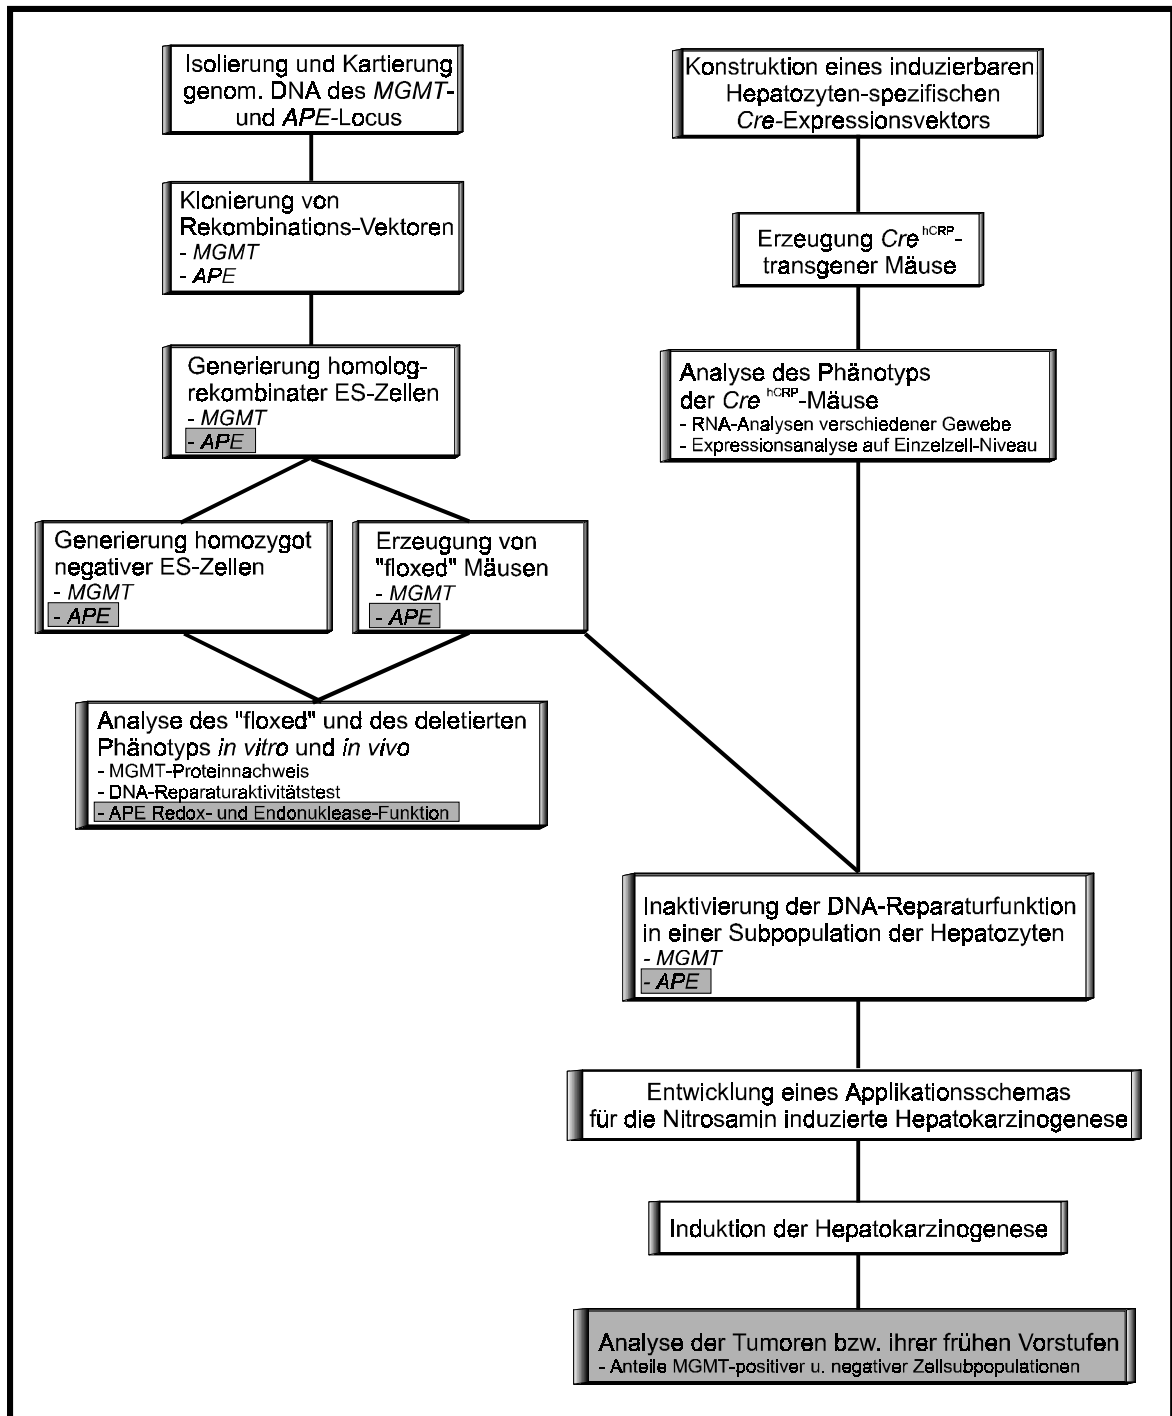 Isolierung und Kartierung
genom. DNA des MGMT-
und APE-Locus
Klonierung von
Rekombinations-Vektoren
- MGMT
- APE
Generierung homolog-
rekombinater ES-Zellen
- MGMT
- APE
Generierung homozygot
negativer ES-Zellen
- MGMT
- APE
Erzeugung von
"floxed" Mäusen
- MGMT
- APE
Analyse des "floxed" und des deletierten
Phänotyps in vitro und in vivo
- MGMT-Proteinnachweis
- DNA-Reparaturaktivitätstest
- APE Redox- und Endonuklease-Funktion
Konstruktion eines induzierbaren
Hepatozyten-spezifischen
Cre-Expressionsvektors
Erzeugung Cre hCRP-
transgener Mäuse
Analyse des Phänotyps
der Cre hCRP-Mäuse
- RNA-Analysen verschiedener Gewebe
- Expressionsanalyse auf Einzelzell-Niveau
Inaktivierung der DNA-Reparaturfunktion
in einer Subpopulation der Hepatozyten
- MGMT
- APE
Entwicklung eines Applikationsschemas
für die Nitrosamin induzierte Hepatokarzinogenese
Induktion der Hepatokarzinogenese
Analyse der Tumoren bzw. ihrer frühen Vorstufen
- Anteile MGMT-positiver u. negativer Zellsubpopulationen